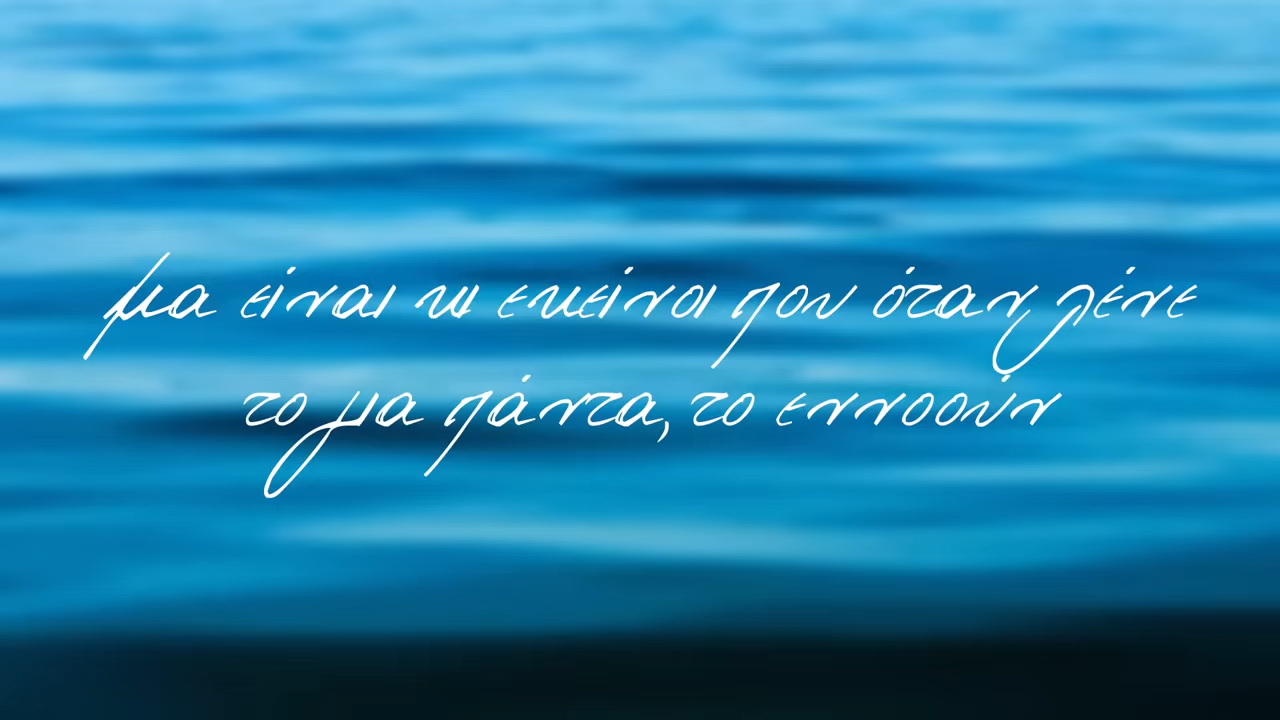 μα είναι κι εκείνοι που όταν λένε
το για πάντα, το εννοούν